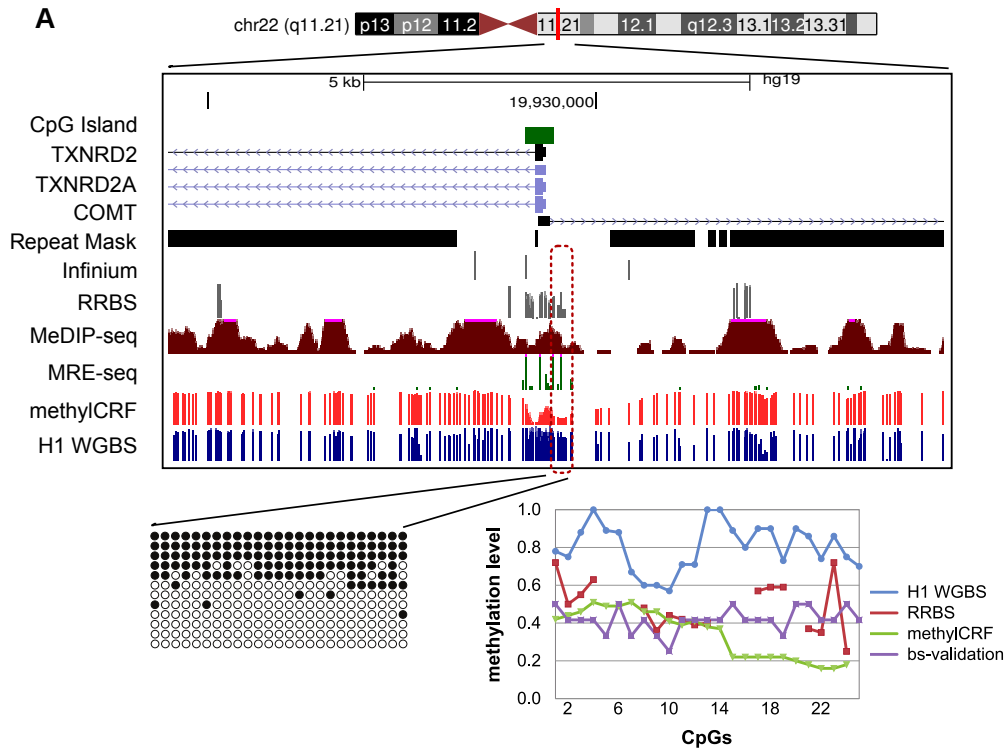 A
chr22 (q11.21)
p13 p12 11.2 11 21 12.1 q12.3 13.1 13.2 13.31
5 kb hg19
19,930,000
CpG Island
TXNRD2
TXNRD2A
COMT
Repeat Mask
Infinium
RRBS
MeDIP-seq
MRE-seq
methylCRF
H1 WGBS
methylation level
1.0
0.8
0.6
0.4
0.2
0.0
2 6 10 14 18 22
CpGs
H1 WGBS
RRBS
methylCRF
bs-validation